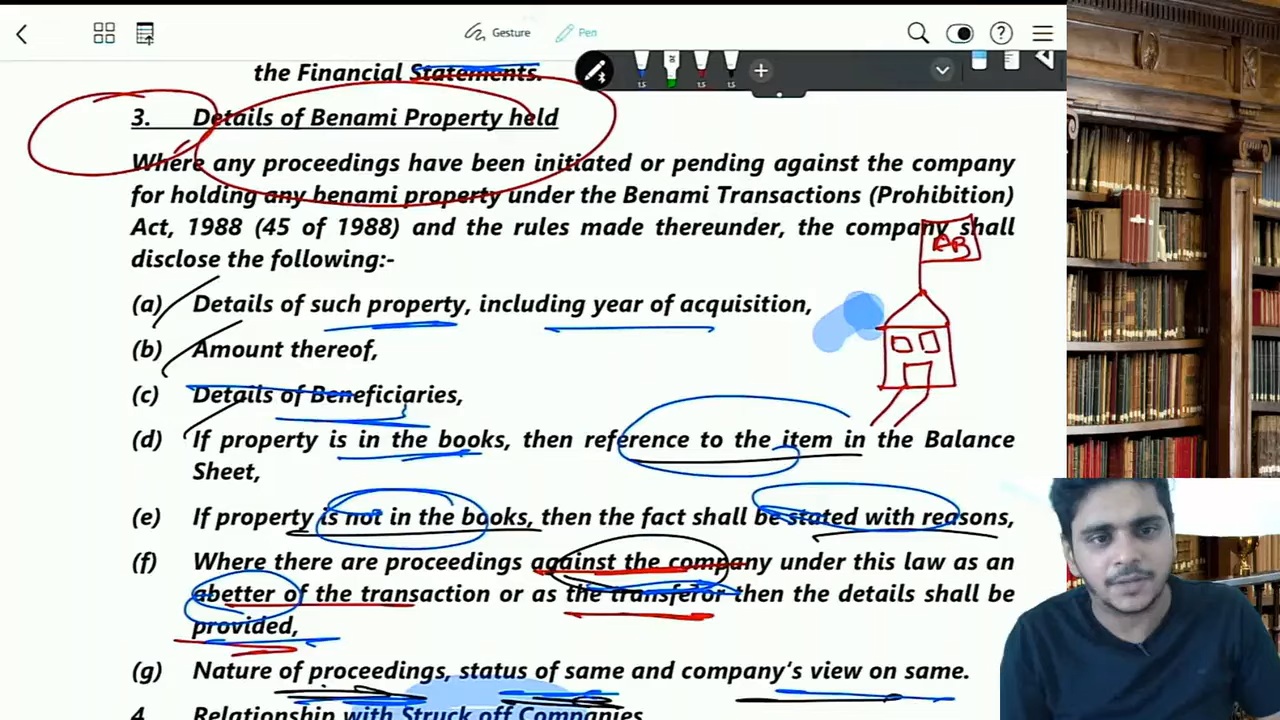 Gesture
Pen
the Financial Statements.
3. Details of Benami Property held
Where any proceedings have been initiated or pending against the company
for holding any benami property under the Benami Transactions (Prohibition)
Act, 1988 (45 of 1988) and the rules made thereunder, the company shall
disclose the following:-
AB
(a) Details of such property, including year of acquisition,
(b) Amount thereof,
(c) Details of Beneficiaries,
(d) If property is in the books, then reference to the item in the Balance
Sheet,
(e) If property is not in the books, then the fact shall be stated with reasons,
(f) Where there are proceedings against the company under this law as an
abetter of the transaction or as the transferor then the details shall be
provided,
(g) Nature of proceedings, status of same and company's view on same.
4. Relationship with Struck off Companies